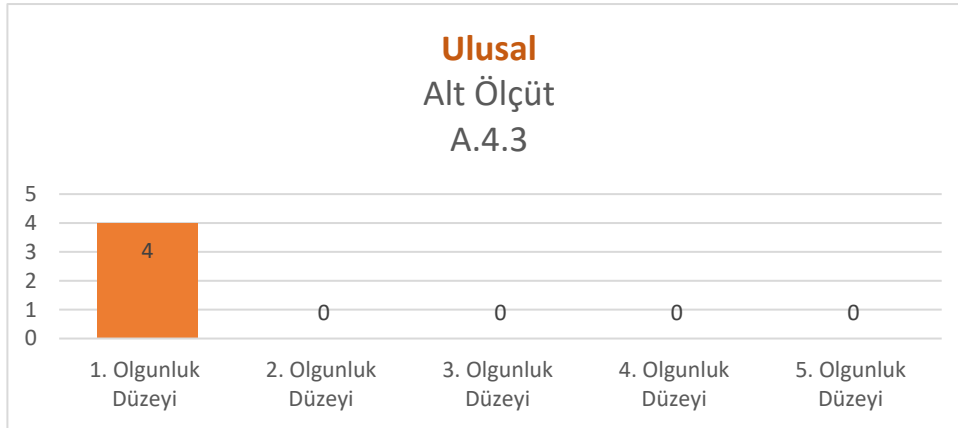 Ulusal
Alt Ölçüt
A.4.3
5
4
3
2
1
0
4
0
0
0
0
1. Olgunluk
Düzeyi
2. Olgunluk
Düzeyi
3. Olgunluk
Düzeyi
4. Olgunluk
Düzeyi
5. Olgunluk
Düzeyi